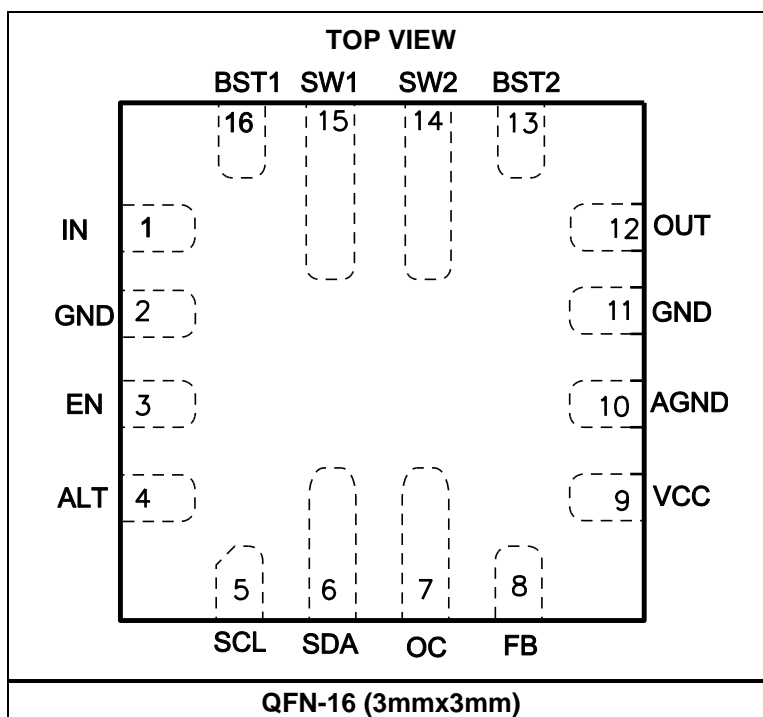 TOP VIEW
BST1 SW1 SW2 BST2
16 15 14 13
IN 1 12 OUT
GND 2 11 GND
EN 3 10 AGND
ALT 4 9 VCC
5 6 7 8
SCL SDA OC FB
QFN-16 (3mmx3mm)